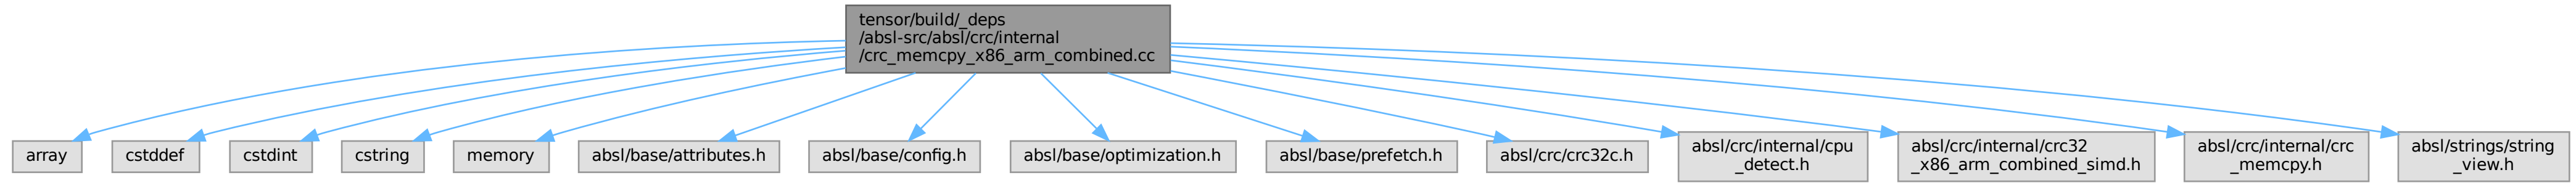 tensor/build/_deps
/absl-src/absl/crc/internal
/crc_memcpy_x86_arm_combined.cc
array
cstddef
cstdint
cstring
memory
absl/base/attributes.h
absl/base/config.h
absl/base/optimization.h
absl/base/prefetch.h
absl/crc/crc32c.h
absl/crc/internal/cpu
_detect.h
absl/crc/internal/crc32
_x86_arm_combined_simd.h
absl/crc/internal/crc
_memcpy.h
absl/strings/string
_view.h